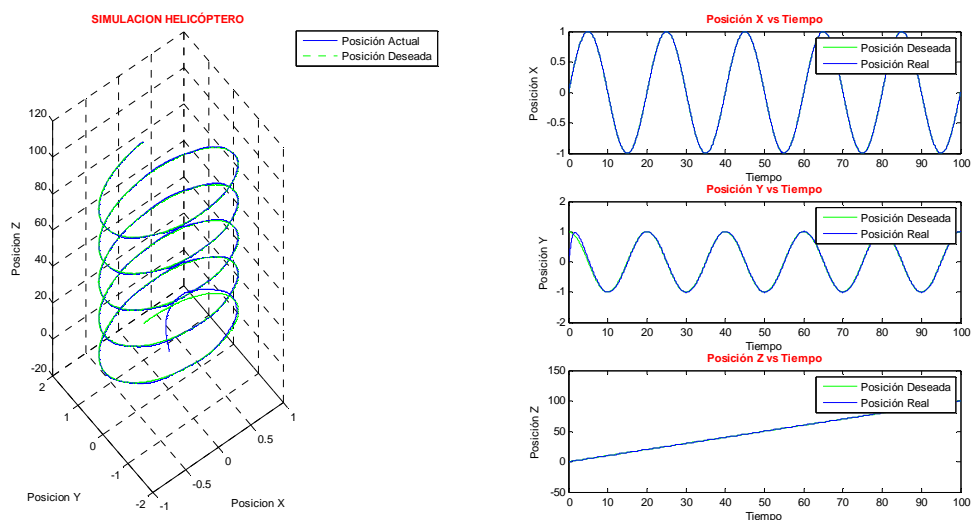 SIMULACION HELICÓPTERO
Posición Actual
Posición Deseada
120
100
80
60
40
20
0
-20
Posicion Z
2
1
0
-1
-2
Posicion Y
-1
-0.5
0
0.5
1
Posicion X
Posición X vs Tiempo
Posición Deseada
Posición Real
1
0.5
0
-0.5
-1
Posición X
0 10 20 30 40 50 60 70 80 90 100
Tiempo
Posición Y vs Tiempo
Posición Deseada
Posición Real
2
1
0
-1
-2
Posición Y
0 10 20 30 40 50 60 70 80 90 100
Tiempo
Posición Z vs Tiempo
Posición Deseada
Posición Real
150
100
50
0
-50
Posición Z
0 10 20 30 40 50 60 70 80 90 100
Tiempo